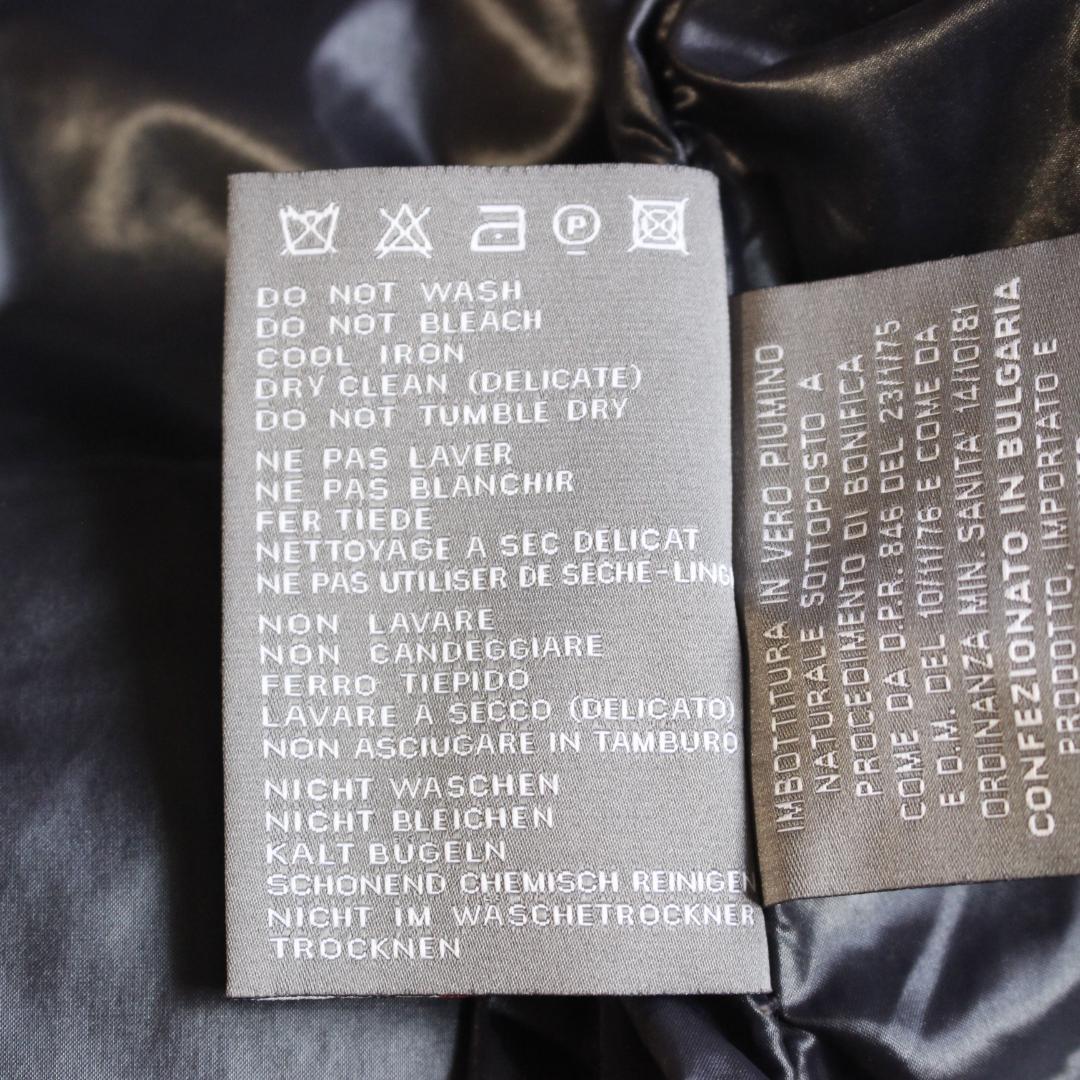 P
DO NOT WASH
DO NOT BLEACH
COOL IRON
DRY CLEAN (DELICATE)
DO NOT TUMBLE DRY
NE PAS LAVER
NE PAS BLANCHIR
FER TIEDE
NETTOYAGE A SEC DELICAT
NE PAS UTILISER DE SECHE-LING
NON LAVARE
NON CANDEGGIARE
FERRO TIEPIDO
LAVARE A SECCO (DELICATO)
NON ASCIUGARE IN TAMBURO
NICHT WASCHEN
NICHT BLEICHEN
KALT BUGELN
SCHONEND CHEMISCH REINIGEN
NICHT IM WASCHETROCKNER
TROCKNEN
IMBOTTITURA IN VERO PIUMINO
NATURALE SOTTOPOSTO A
PROCEDIMENTO DI BONIFICA
COME DA D.P.R. 846 DEL 23/1/75
E D.M. DEL 10/11/76 E COME DA
ORDINANZA MIN. SANITA' 14/10/81
CONFEZIONATO IN BULGARIA
PRODOTTO, IMPORTATO E